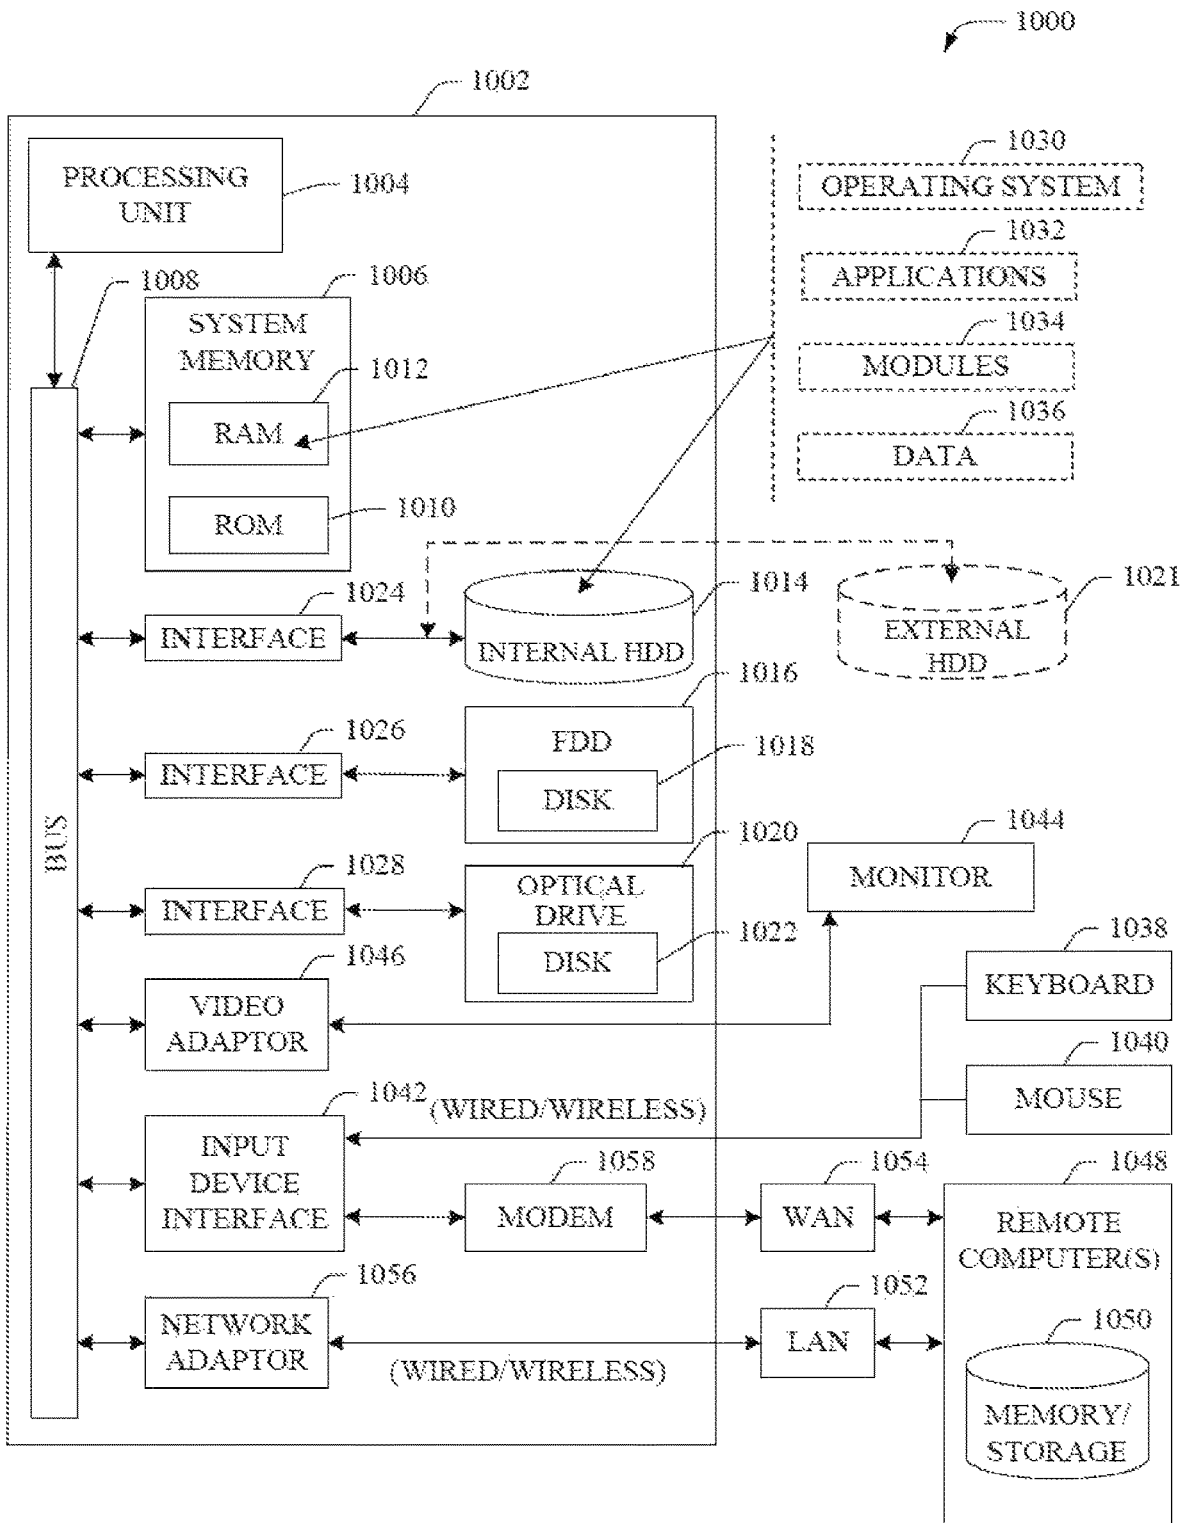 1000
1002
PROCESSING
UNIT
1004
1030
OPERATING SYSTEM
1032
APPLICATIONS
1034
MODULES
1036
DATA
1008
1006
SYSTEM
MEMORY
1012
RAM
1010
ROM
1024
INTERFACE
1014
INTERNAL HDD
1021
EXTERNAL
HDD
1016
FDD
1018
DISK
1026
INTERFACE
BUS
1020
OPTICAL
DRIVE
1022
DISK
1028
INTERFACE
1044
MONITOR
1046
VIDEO
ADAPTOR
1038
KEYBOARD
1040
MOUSE
1042
(WIRED/WIRELESS)
INPUT
DEVICE
INTERFACE
1058
MODEM
1054
WAN
1048
REMOTE
COMPUTER(S)
1056
NETWORK
ADAPTOR
(WIRED/WIRELESS)
1052
LAN
1050
MEMORY/
STORAGE